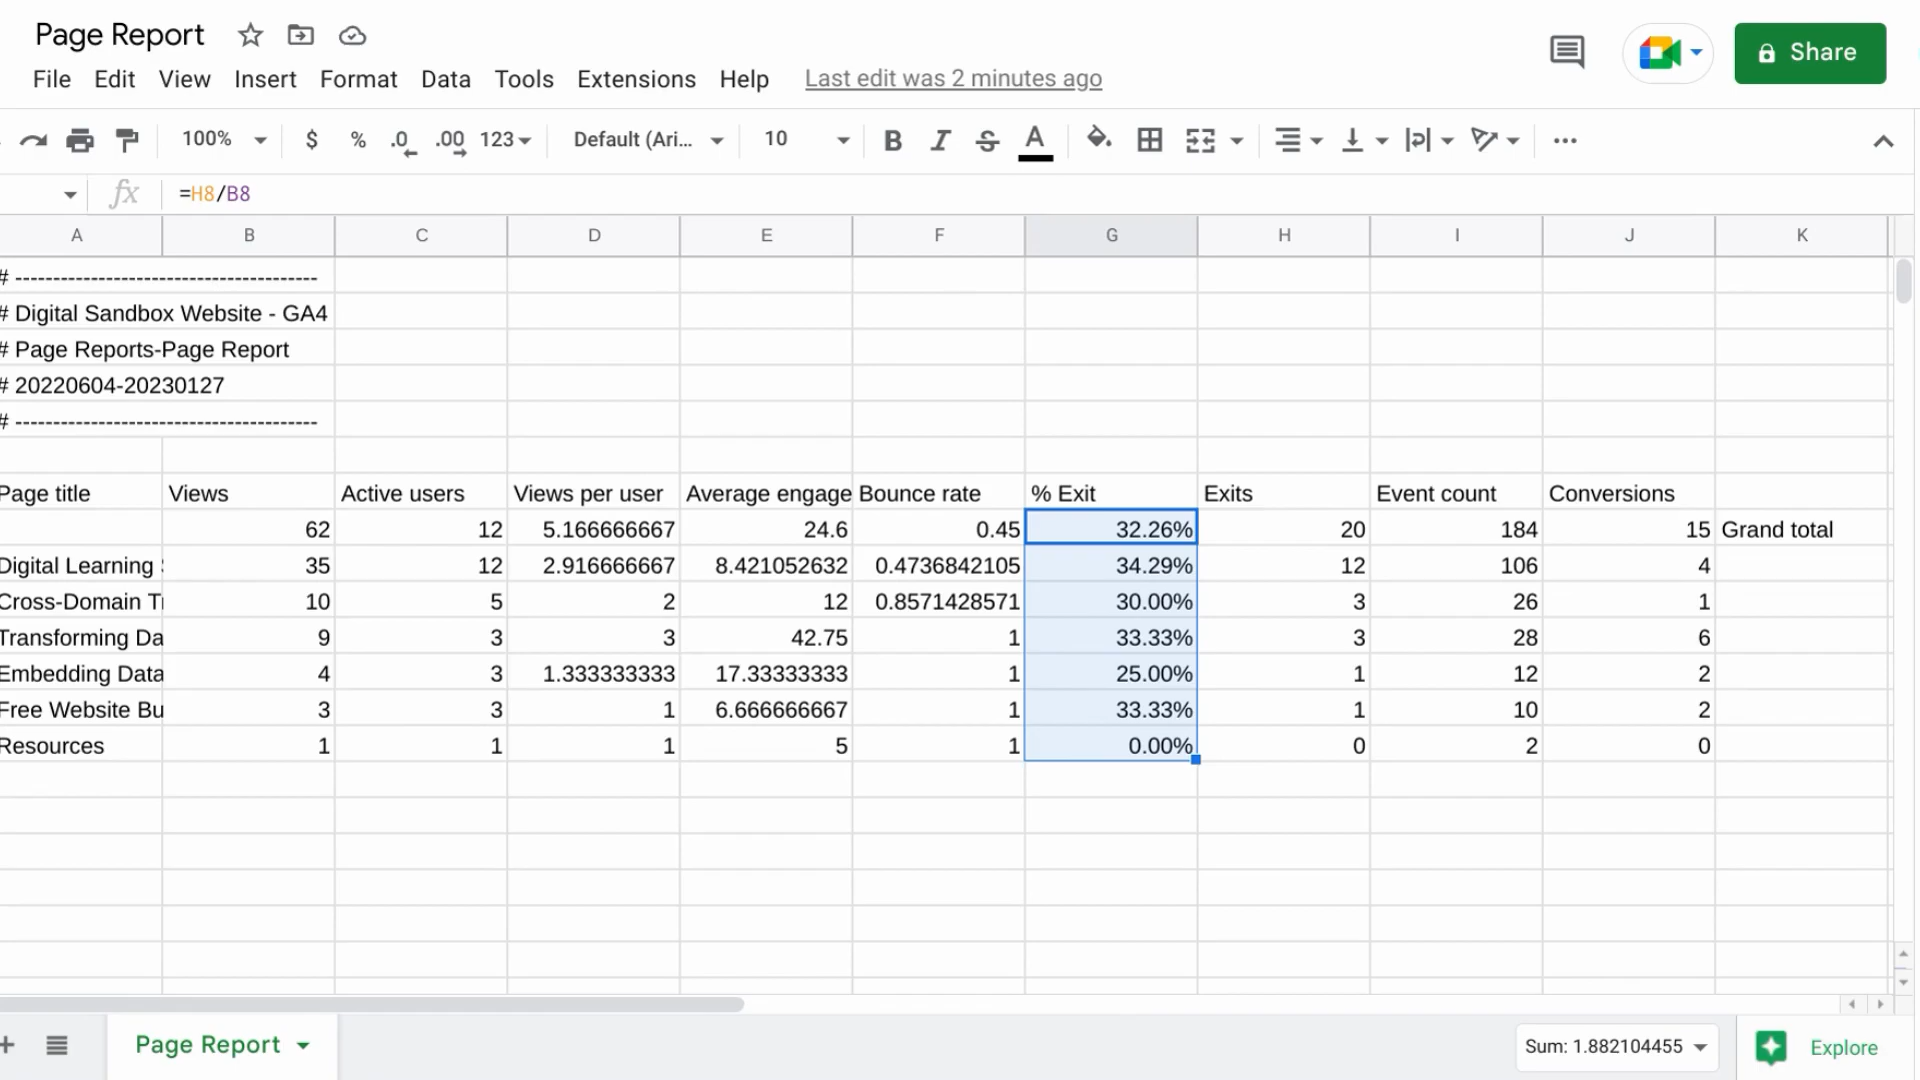 Page Report
File Edit View Insert Format Data Tools Extensions Help Last edit was 2 minutes ago
Share
100% $ % .0 .00 123 Default (Ari... 10 B I S A
fx =H8/B8
A B C D E F G H I J K
# ----------------------------------------
# Digital Sandbox Website - GA4
# Page Reports-Page Report
# 20220604-20230127
# ----------------------------------------
Page title Views Active users Views per user Average engage Bounce rate % Exit Exits Event count Conversions
62 12 5.166666667 24.6 0.45 32.26% 20 184 15 Grand total
Digital Learning 35 12 2.916666667 8.421052632 0.4736842105 34.29% 12 106 4
Cross-Domain 10 5 2 12 0.8571428571 30.00% 3 26 1
Transforming Da 9 3 3 42.75 1 33.33% 3 28 6
Embedding Data 4 3 1.333333333 17.33333333 1 25.00% 1 12 2
Free Website Bu 3 3 1 6.666666667 1 33.33% 1 10 2
Resources 1 1 1 5 1 0.00% 0 2 0
Page Report Sum: 1.882104455 Explore